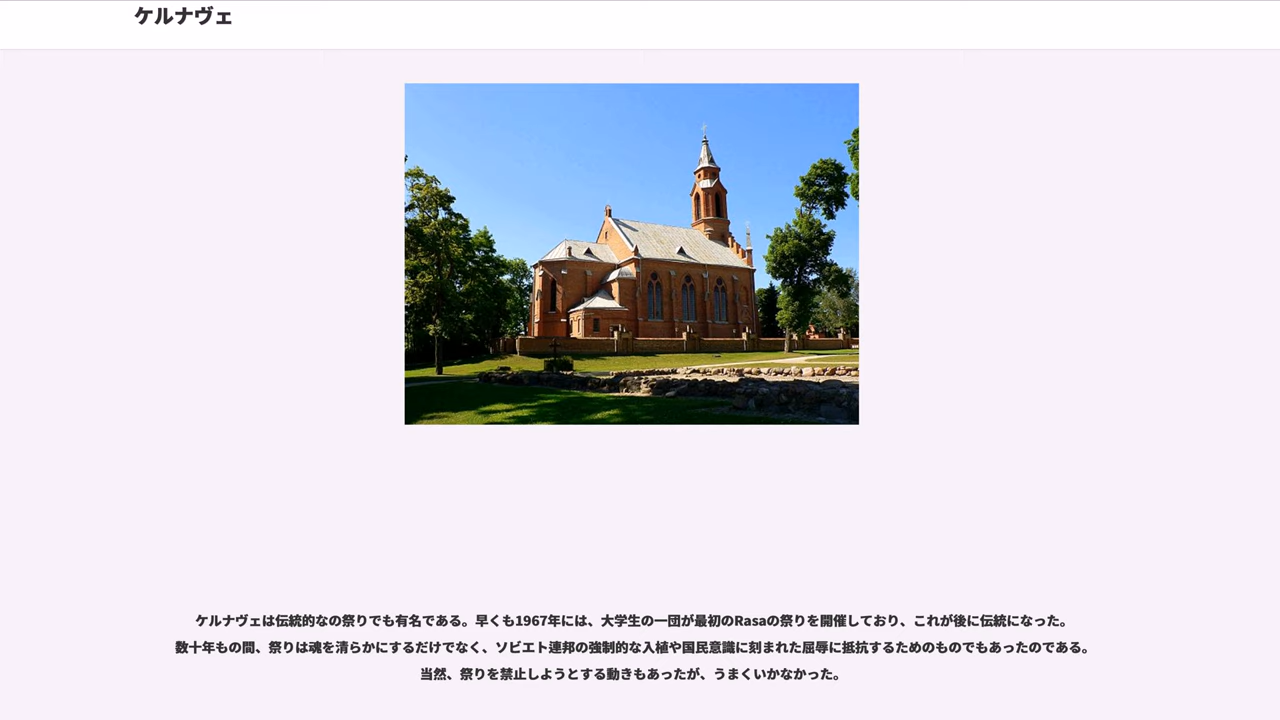 ケルナヴェ
ケルナヴェは伝統的なの祭りでも有名である。早くも1967年には、大学生の一団が最初のRasaの祭りを開催しており、これが後に伝統になった。
数十年もの間、祭りは魂を清らかにするだけでなく、ソビエト連邦の強制的な入植や国民意識に刻まれた屈辱に抵抗するためのものでもあったのである。
当然、祭りを禁止しようとする動きもあったが、うまくいかなかった。